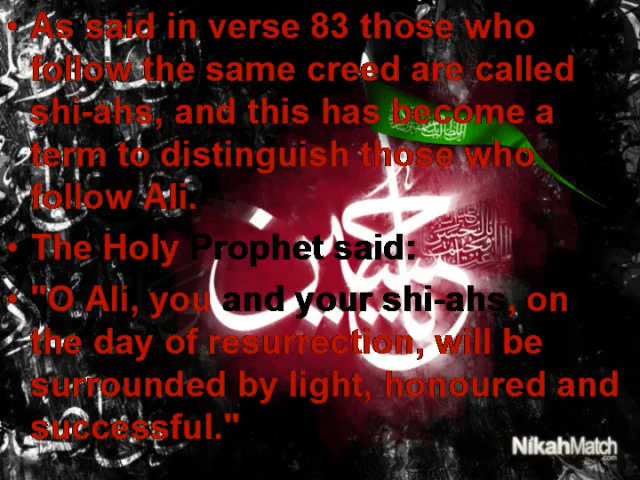 • As said in verse 83 those who
follow the same creed are called
shi-ahs, and this has become a
term to distinguish those who
follow Ali.
• The Holy Prophet said:
• "O Ali, you and your shi-ahs, on
the day of resurrection, will be
surrounded by light, honoured and
successful."
حسين
NikahMatch
.com